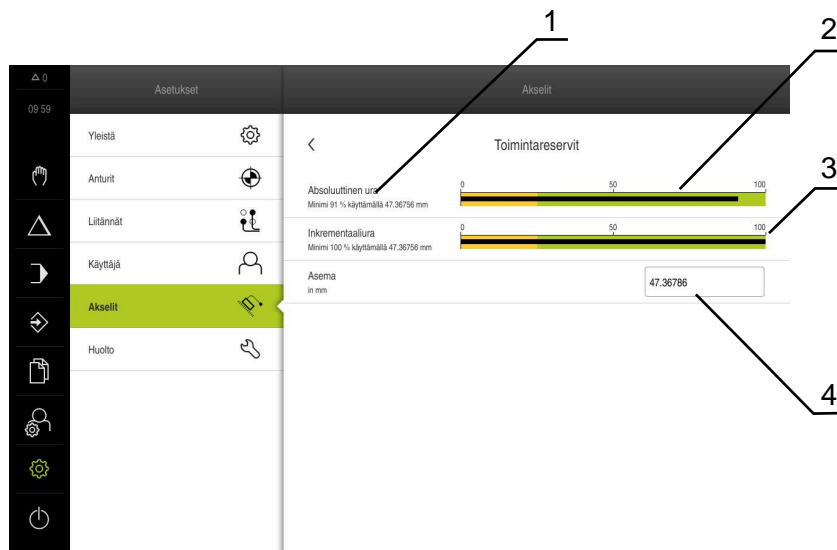 1
2
△ 0
Asetukset
Akselit
09 59
Yleistä
Toimintareservit
Anturit
Absoluuttinen ura
Minimi 91 % käyttämällä 47.36756 mm
0 50 100
3
Liitännät
Inkrementaaliura
Minimi 100 % käyttämällä 47.36756 mm
0 50 100
Käyttäjä
Asema
in mm
47.36786
Akselit
Huolto
4